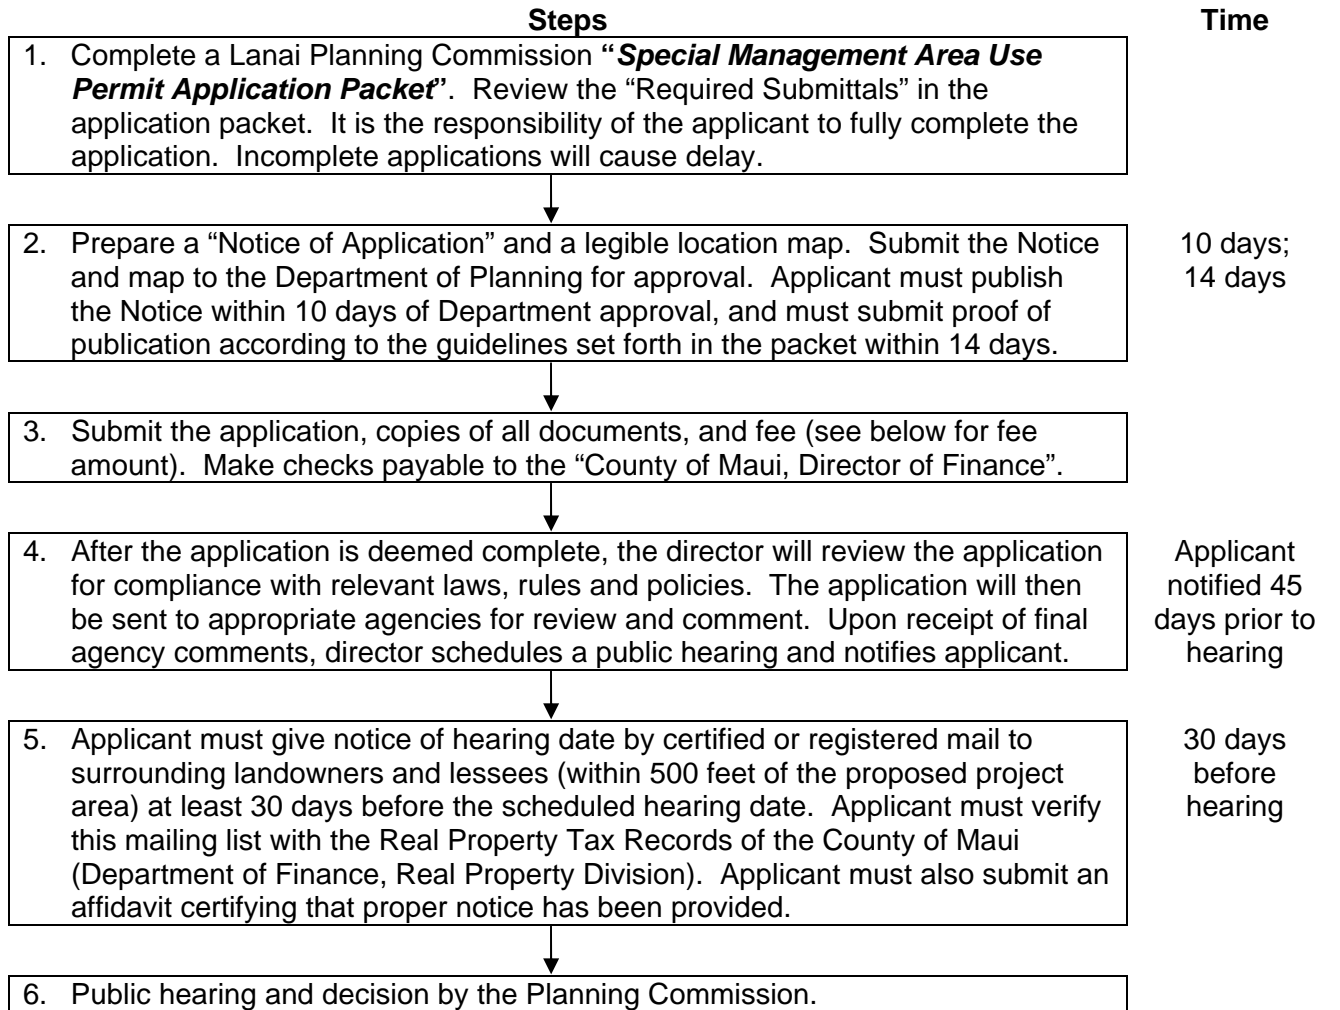 Steps
Time
1. Complete a Lanai Planning Commission “Special Management Area Use
Permit Application Packet”. Review the “Required Submittals” in the
application packet. It is the responsibility of the applicant to fully complete the
application. Incomplete applications will cause delay.
2. Prepare a “Notice of Application” and a legible location map. Submit the Notice
and map to the Department of Planning for approval. Applicant must publish
the Notice within 10 days of Department approval, and must submit proof of
publication according to the guidelines set forth in the packet within 14 days.
10 days;
14 days
3. Submit the application, copies of all documents, and fee (see below for fee
amount). Make checks payable to the “County of Maui, Director of Finance”.
4. After the application is deemed complete, the director will review the application
for compliance with relevant laws, rules and policies. The application will then
be sent to appropriate agencies for review and comment. Upon receipt of final
agency comments, director schedules a public hearing and notifies applicant.
Applicant
notified 45
days prior to
hearing
5. Applicant must give notice of hearing date by certified or registered mail to
surrounding landowners and lessees (within 500 feet of the proposed project
area) at least 30 days before the scheduled hearing date. Applicant must verify
this mailing list with the Real Property Tax Records of the County of Maui
(Department of Finance, Real Property Division). Applicant must also submit an
affidavit certifying that proper notice has been provided.
30 days
before
hearing
6. Public hearing and decision by the Planning Commission.